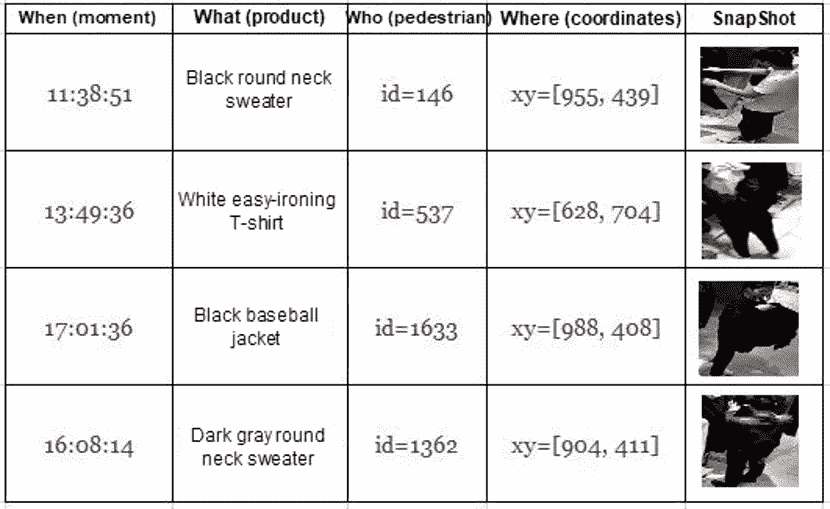 When (moment) What (product) Who (pedestrian) Where (coordinates) SnapShot
11:38:51 Black round neck sweater id=146 xy=[955, 439]
13:49:36 White easy-ironing T-shirt id=537 xy=[628, 704]
17:01:36 Black baseball jacket id=1633 xy=[988, 408]
16:08:14 Dark gray round neck sweater id=1362 xy=[904, 411]